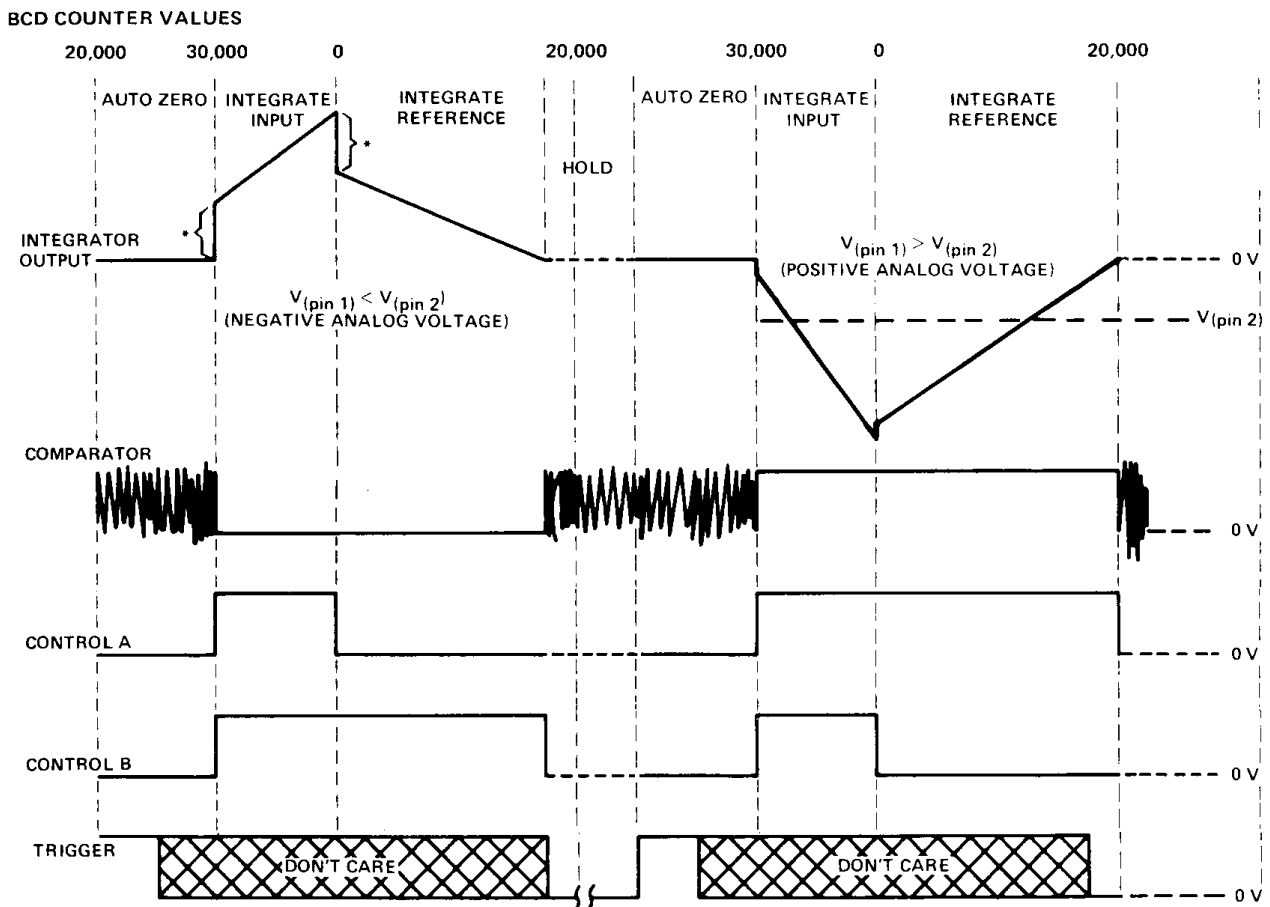 BCD COUNTER VALUES
20,000 30,000 0 20,000 30,000 0 20,000
AUTO ZERO INTEGRATE INPUT INTEGRATE REFERENCE HOLD AUTO ZERO INTEGRATE INPUT INTEGRATE REFERENCE
* *
INTEGRATOR OUTPUT
V(pin 1) > V(pin 2)
(POSITIVE ANALOG VOLTAGE)
0 V
V(pin 1) < V(pin 2)
(NEGATIVE ANALOG VOLTAGE)
V(pin 2)
COMPARATOR
0 V
CONTROL A
0 V
CONTROL B
0 V
TRIGGER
DON'T CARE DON'T CARE
0 V